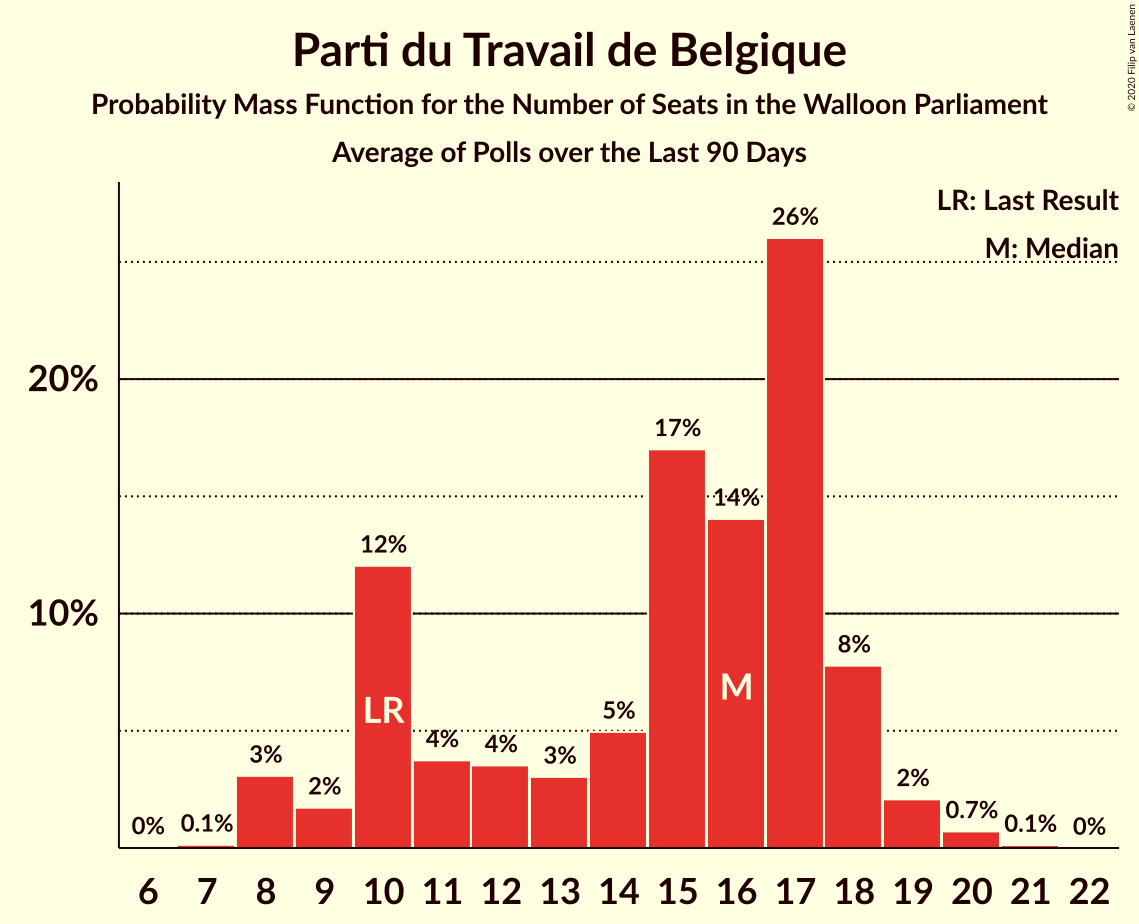 Parti du Travail de Belgique
Probability Mass Function for the Number of Seats in the Walloon Parliament
Average of Polls over the Last 90 Days
© 2020 Filip van Laenen
LR: Last Result
M: Median
26%
20%
17%
14%
12%
10%
8%
M
LR
5%
4%
4%
3%
3%
2%
2%
0.7%
0%
0.1%
0.1%
0%
6 7 8 9 10 11 12 13 14 15 16 17 18 19 20 21 22